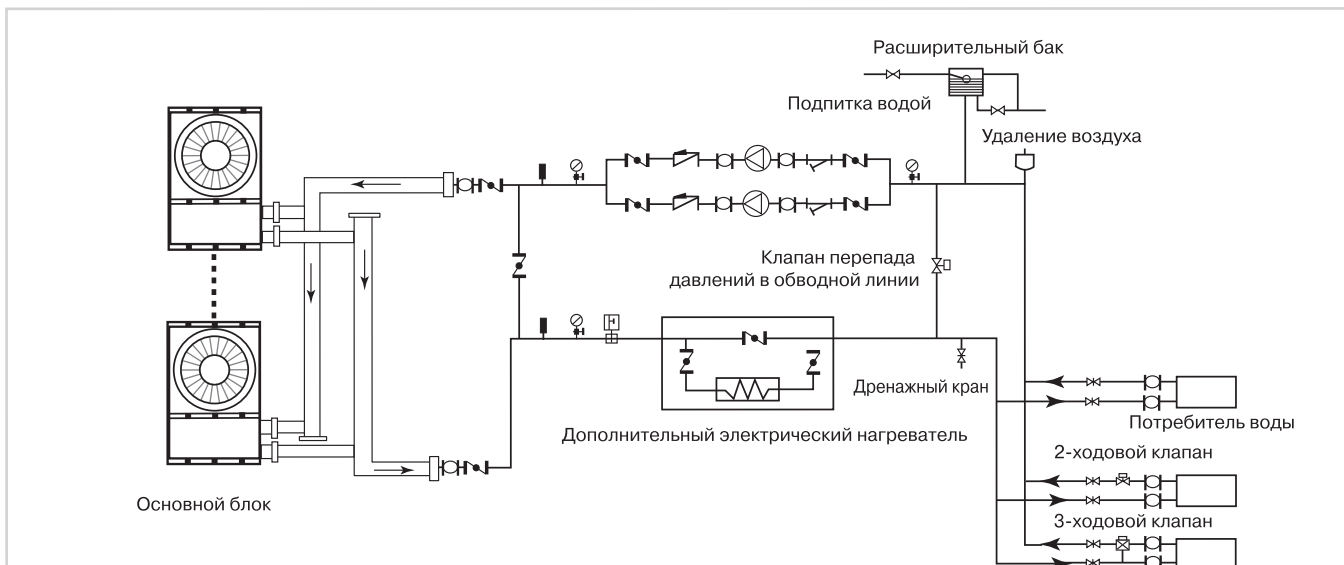 Расширительный бак
Подпитка водой
Удаление воздуха
Клапан перепада
давлений в обводной линии
Дренажный кран
Потребитель воды
Дополнительный электрический нагреватель
2-ходовой клапан
Основной блок
3-ходовой клапан